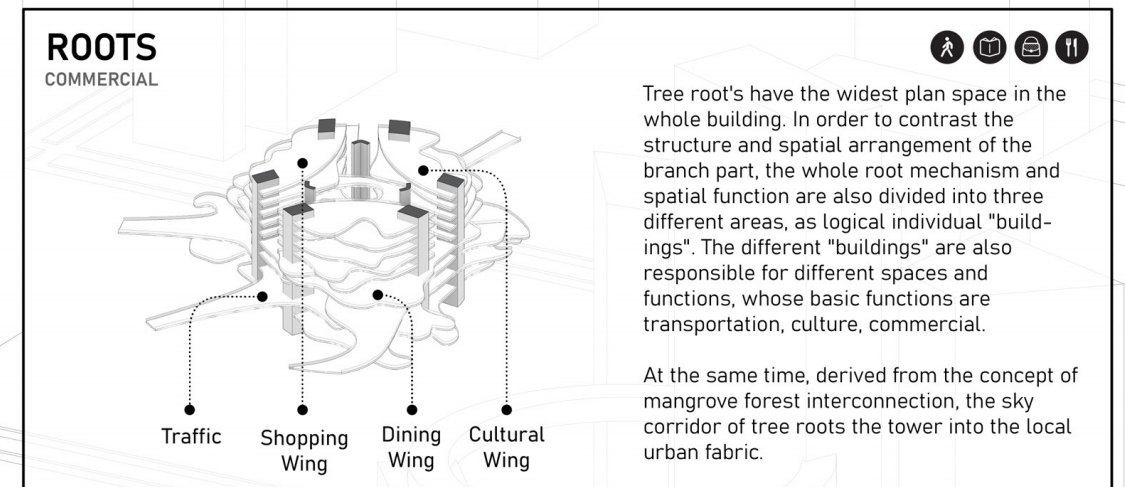 ROOTS
COMMERCIAL
Tree root's have the widest plan space in the
whole building. In order to contrast the
structure and spatial arrangement of the
branch part, the whole root mechanism and
spatial function are also divided into three
different areas, as logical individual "build-
ings". The different "buildings" are also
responsible for different spaces and
functions, whose basic functions are
transportation, culture, commercial.
At the same time, derived from the concept of
mangrove forest interconnection, the sky
corridor of tree roots the tower into the local
urban fabric.
Traffic
Shopping
Wing
Dining
Wing
Cultural
Wing